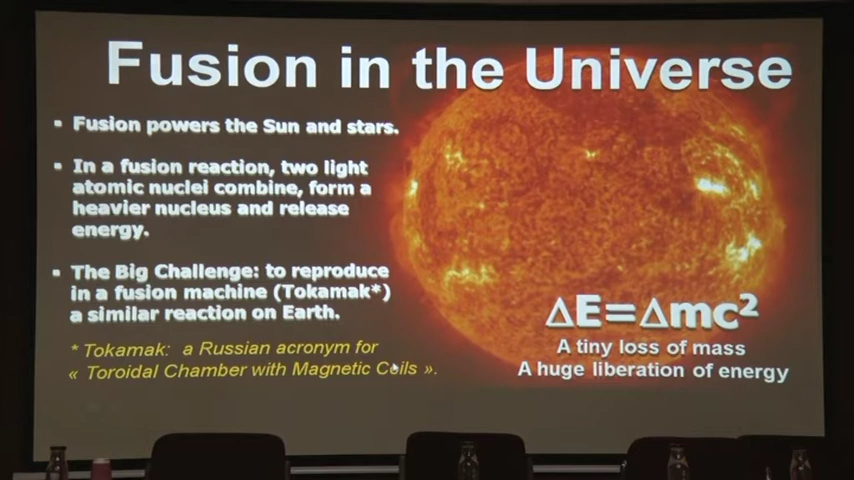 Fusion in the Universe
▪ Fusion powers the Sun and stars.
▪ In a fusion reaction, two light
atomic nuclei combine, form a
heavier nucleus and release
energy.
▪ The Big Challenge: to reproduce
in a fusion machine (Tokamak*)
a similar reaction on Earth.
* Tokamak: a Russian acronym for
« Toroidal Chamber with Magnetic Coils ».
ΔE=Δmc²
A tiny loss of mass
A huge liberation of energy